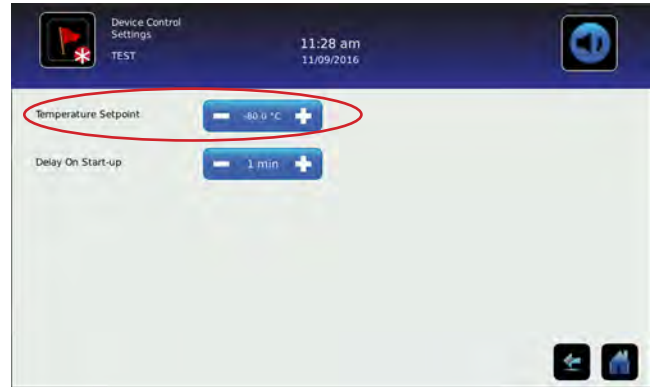 Device Control
Settings
TEST
11:28 am
11/09/2016
Temperature Setpoint
-80.0 °C
Delay On Start-up
1 min